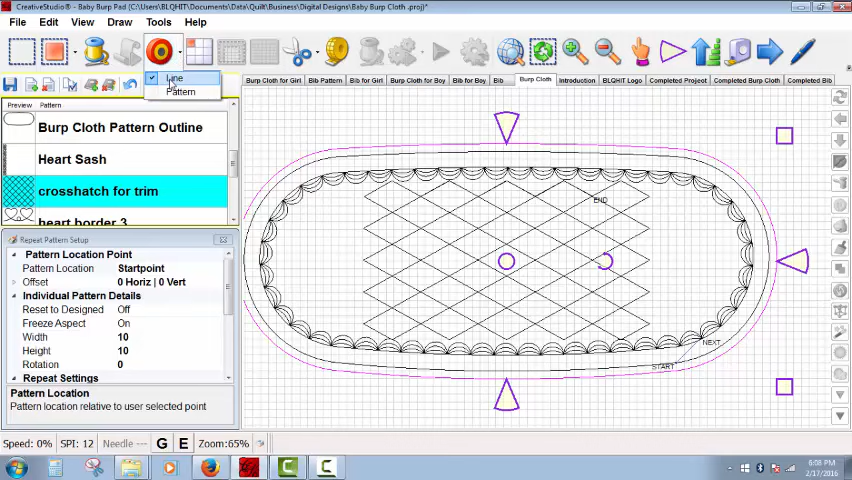 CreativeStudio® - Baby Burp Pad (C:\Users\BLQHIT\Documents\Data\Quilt\Business\Digital Designs\Baby Burp Cloth .proj)*
File Edit View Draw Tools Help
Line
Pattern
Burp Cloth for Girl Bib Pattern Bib for Girl Burp Cloth for Boy Bib for Boy Bib Burp Cloth Introduction BLQHIT Logo Completed Project Completed Burp Cloth Completed Bib
Preview Pattern
Burp Cloth Pattern Outline
Heart Sash
crosshatch for trim
heart border 3
Repeat Pattern Setup
Pattern Location Point
Pattern Location Startpoint
Offset 0 Horiz | 0 Vert
Individual Pattern Details
Reset to Designed Off
Freeze Aspect On
Width 10
Height 10
Rotation 0
Repeat Settings
Pattern Location
Pattern location relative to user selected point
END
NEXT
START
Speed: 0% SPI: 12 Needle --- G E Zoom:65%
6:08 PM
2/17/2016